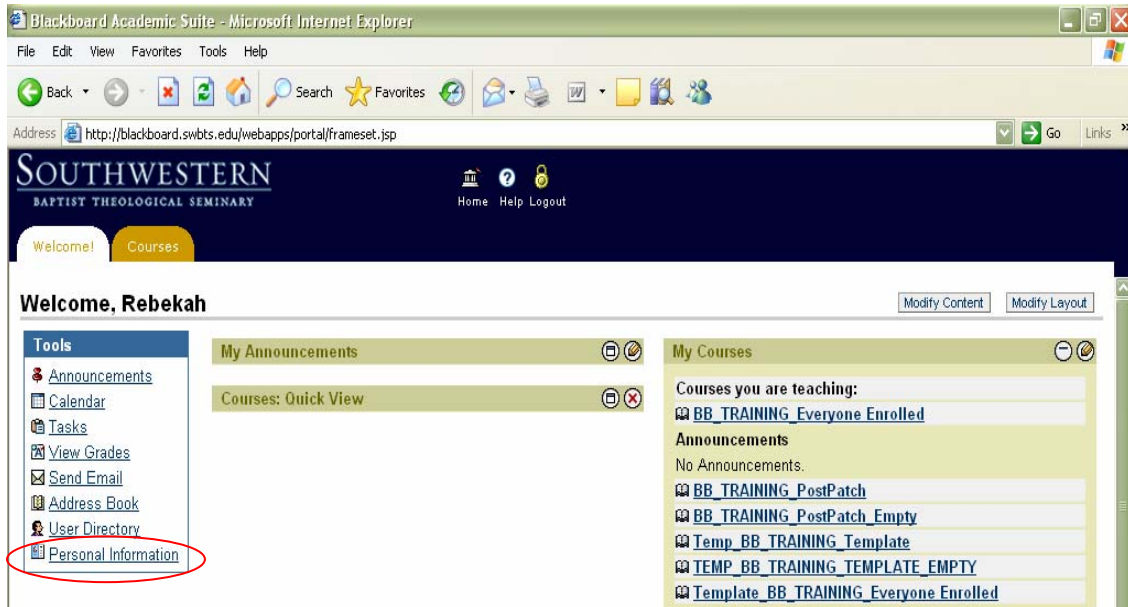 Blackboard Academic Suite - Microsoft Internet Explorer
File Edit View Favorites Tools Help
Back Search Favorites
Address http://blackboard.swbts.edu/webapps/portal/frameset.jsp Go Links »
SOUTHWESTERN
BAPTIST THEOLOGICAL SEMINARY
Home Help Logout
Welcome! Courses
Welcome, Rebekah
Modify Content Modify Layout
Tools
Announcements
Calendar
Tasks
View Grades
Send Email
Address Book
User Directory
Personal Information
My Announcements
Courses: Quick View
My Courses
Courses you are teaching:
BB_TRAINING_Everyone Enrolled
Announcements
No Announcements.
BB_TRAINING_PostPatch
BB_TRAINING_PostPatch_Empty
Temp_BB_TRAINING_Template
TEMP_BB_TRAINING_TEMPLATE_EMPTY
Template_BB_TRAINING_Everyone Enrolled